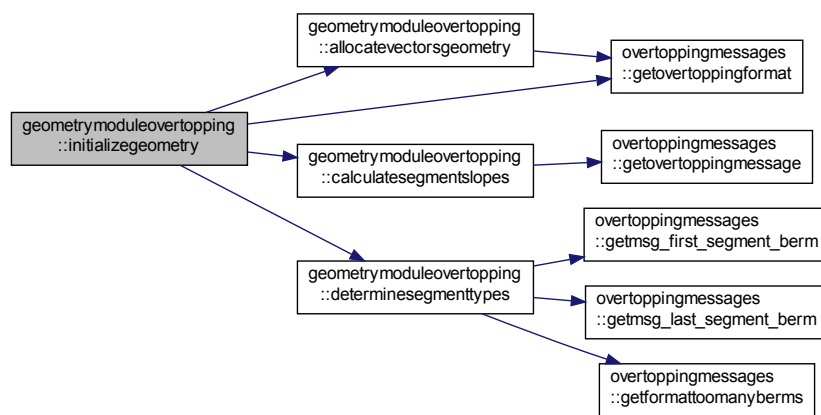 geometrymoduleovertopping
::initializegeometry
geometrymoduleovertopping
::allocatevectorsgeometry
overtoppingmessages
::getovertoppingformat
geometrymoduleovertopping
::calculatesegmentslopes
overtoppingmessages
::getovertoppingmessage
geometrymoduleovertopping
::determinesegmenttypes
overtoppingmessages
::getmsg_first_segment_berm
overtoppingmessages
::getmsg_last_segment_berm
overtoppingmessages
::getformattoomanyberms